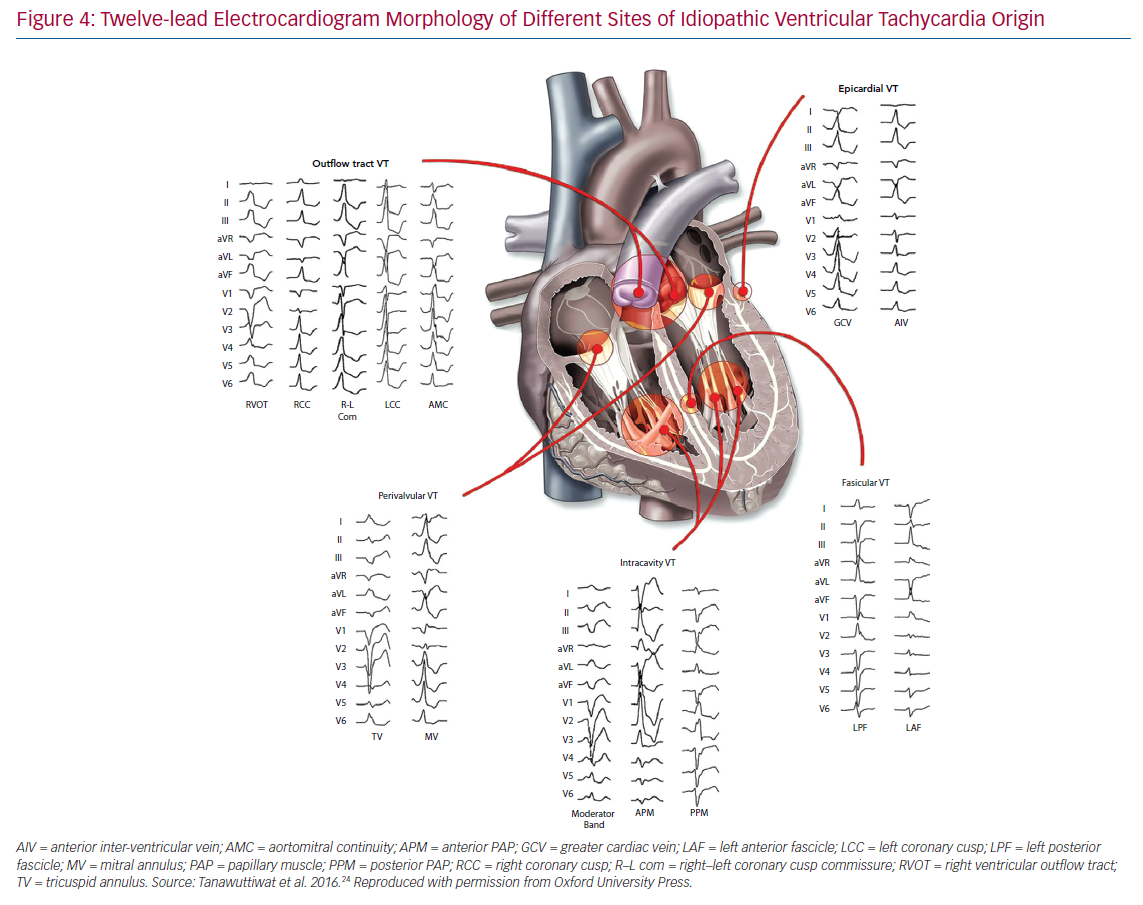 Figure 4: Twelve-lead Electrocardiogram Morphology of Different Sites of Idiopathic Ventricular Tachycardia Origin
Epicardial VT
I
II
III
aVR
aVL
aVF
V1
V2
V3
V4
V5
V6
GCV AIV
Outflow tract VT
I
II
III
aVR
aVL
aVF
V1
V2
V3
V4
V5
V6
RVOT RCC R-L Com LCC AMC
Perivalvular VT
I
II
III
aVR
aVL
aVF
V1
V2
V3
V4
V5
V6
TV MV
Intracavity VT
I
II
III
aVR
aVL
aVF
V1
V2
V3
V4
V5
V6
Moderator Band APM PPM
Fasicular VT
I
II
III
aVR
aVL
aVF
V1
V2
V3
V4
V5
V6
LPF LAF
AIV = anterior inter-ventricular vein; AMC = aortomitral continuity; APM = anterior PAP; GCV = greater cardiac vein; LAF = left anterior fascicle; LCC = left coronary cusp; LPF = left posterior
fascicle; MV = mitral annulus; PAP = papillary muscle; PPM = posterior PAP; RCC = right coronary cusp; R–L com = right–left coronary cusp commissure; RVOT = right ventricular outflow tract;
TV = tricuspid annulus. Source: Tanawuttiwat et al. 2016.24 Reproduced with permission from Oxford University Press.